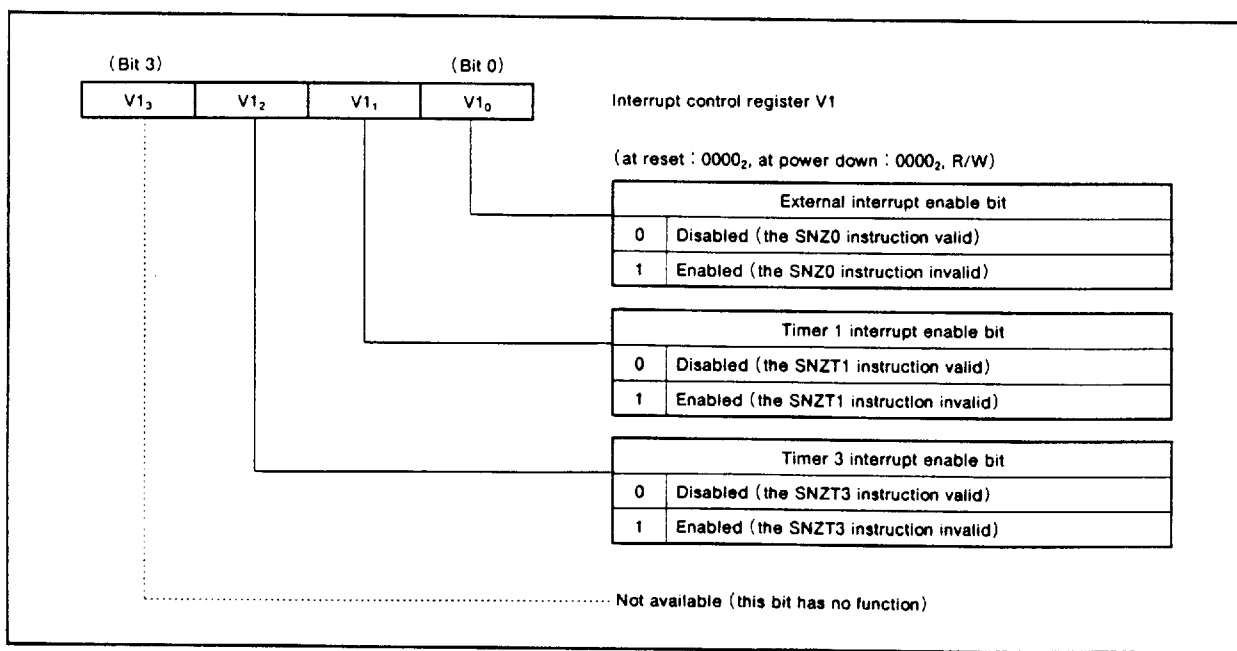 (Bit 3) (Bit 0)
V1₃ V1₂ V1₁ V1₀
Interrupt control register V1
(at reset : 0000₂, at power down : 0000₂, R/W)
External interrupt enable bit
0 Disabled (the SNZ0 instruction valid)
1 Enabled (the SNZ0 instruction invalid)
Timer 1 interrupt enable bit
0 Disabled (the SNZT1 instruction valid)
1 Enabled (the SNZT1 instruction invalid)
Timer 3 interrupt enable bit
0 Disabled (the SNZT3 instruction valid)
1 Enabled (the SNZT3 instruction invalid)
Not available (this bit has no function)